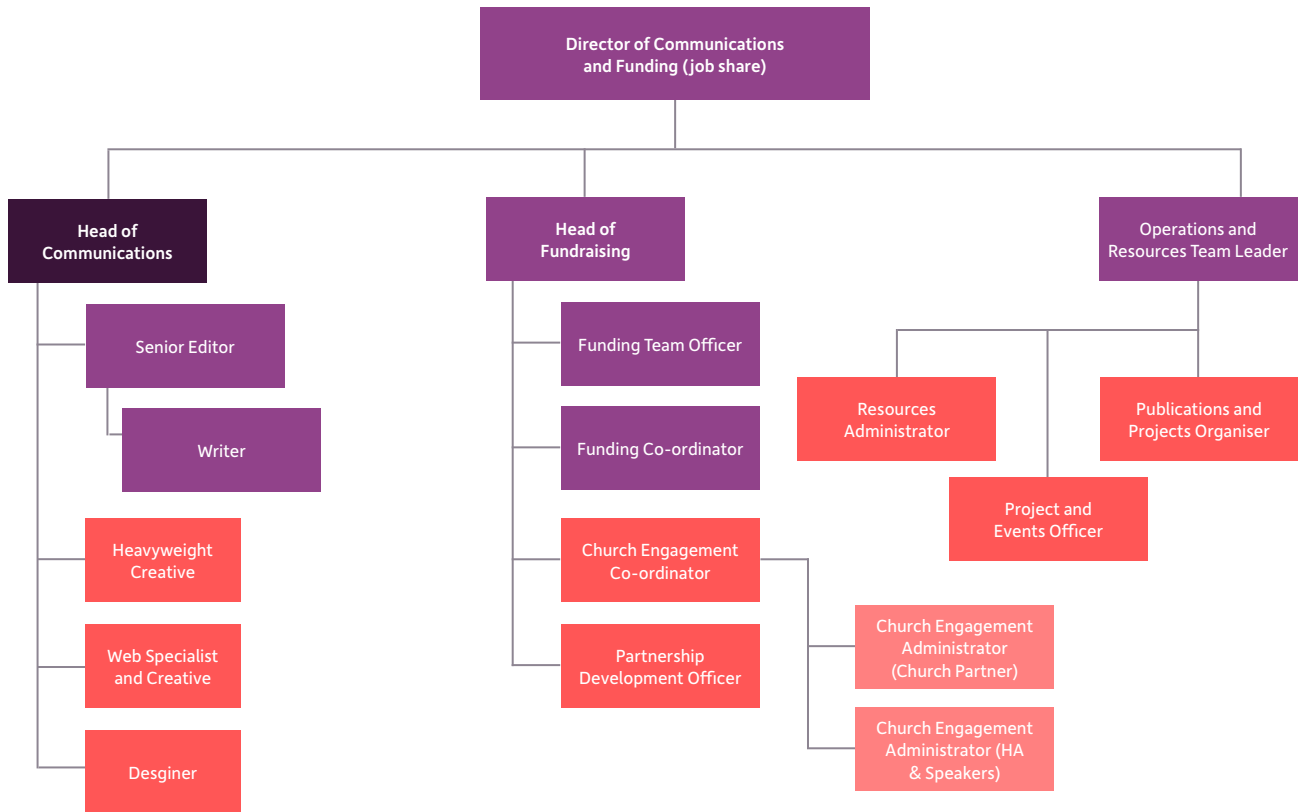 Director of Communications
and Funding (job share)
Head of
Communications
Senior Editor
Writer
Heavyweight
Creative
Web Specialist
and Creative
Desginer
Head of
Fundraising
Funding Team Officer
Funding Co-ordinator
Church Engagement
Co-ordinator
Partnership
Development Officer
Church Engagement
Administrator
(Church Partner)
Church Engagement
Administrator (HA
& Speakers)
Operations and
Resources Team Leader
Resources
Administrator
Project and
Events Officer
Publications and
Projects Organiser